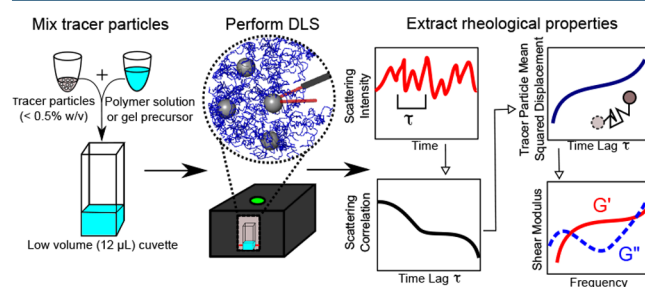 Mix tracer particles
Perform DLS
Extract rheological properties
+
Tracer particles
(< 0.5% w/v)
Polymer solution
or gel precursor
Low volume (12 µL) cuvette
Scattering
Intensity
τ
Time
Scattering
Correlation
Time Lag τ
Tracer Particle Mean
Squared Displacement
Time Lag τ
Shear Modulus
G'
G"
Frequency